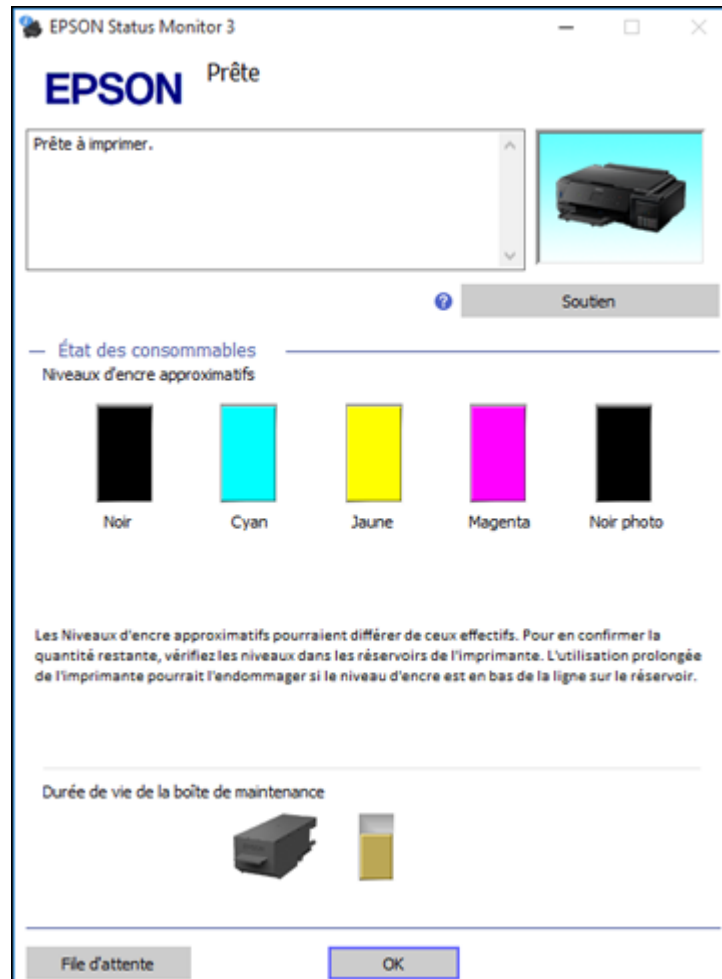 EPSON Status Monitor 3
EPSON
Prête
Prête à imprimer.
Soutien
État des consommables
Niveaux d'encre approximatifs
Noir
Cyan
Jaune
Magenta
Noir photo
Les Niveaux d'encre approximatifs pourraient différer de ceux effectifs. Pour en confirmer la
quantité restante, vérifiez les niveaux dans les réservoirs de l'imprimante. L'utilisation prolongée
de l'imprimante pourrait l'endommager si le niveau d'encre est en bas de la ligne sur le réservoir.
Durée de vie de la boîte de maintenance
File d'attente
OK